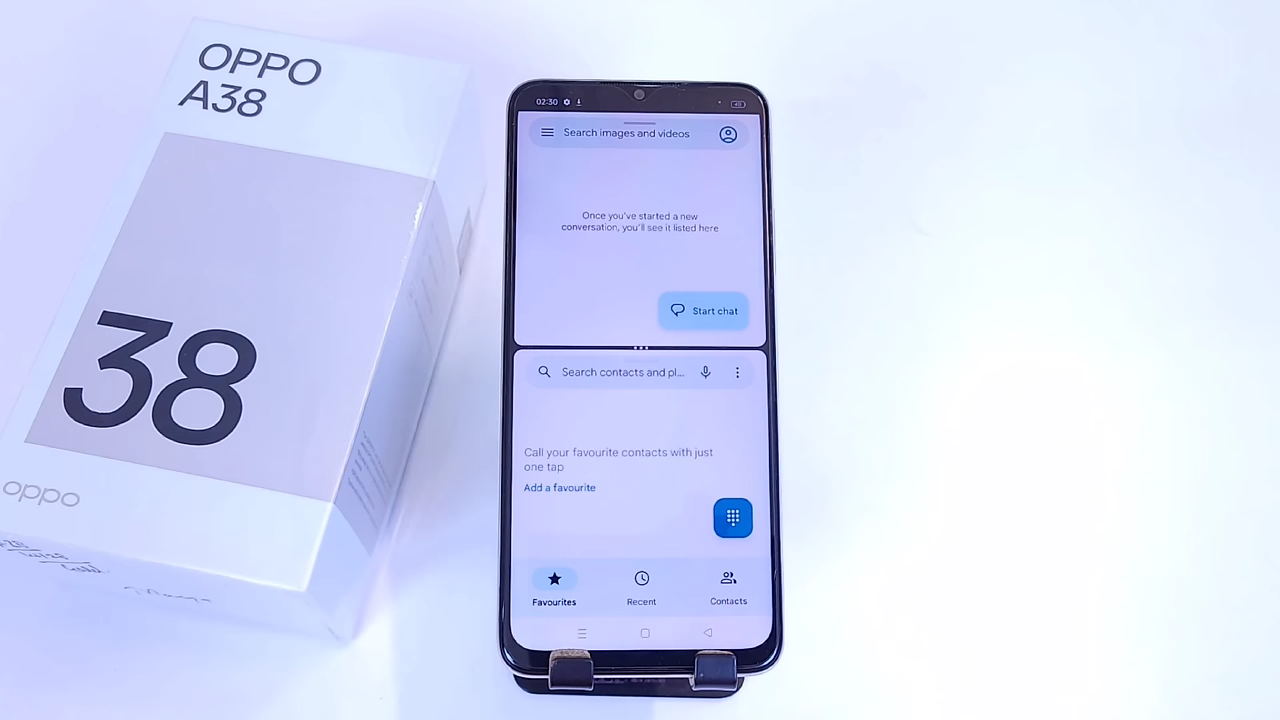 OPPO
A38
38
oppo
02:30
Search images and videos
Once you've started a new
conversation, you'll see it listed here
Start chat
Search contacts and pl...
Call your favourite contacts with just
one tap
Add a favourite
Favourites
Recent
Contacts